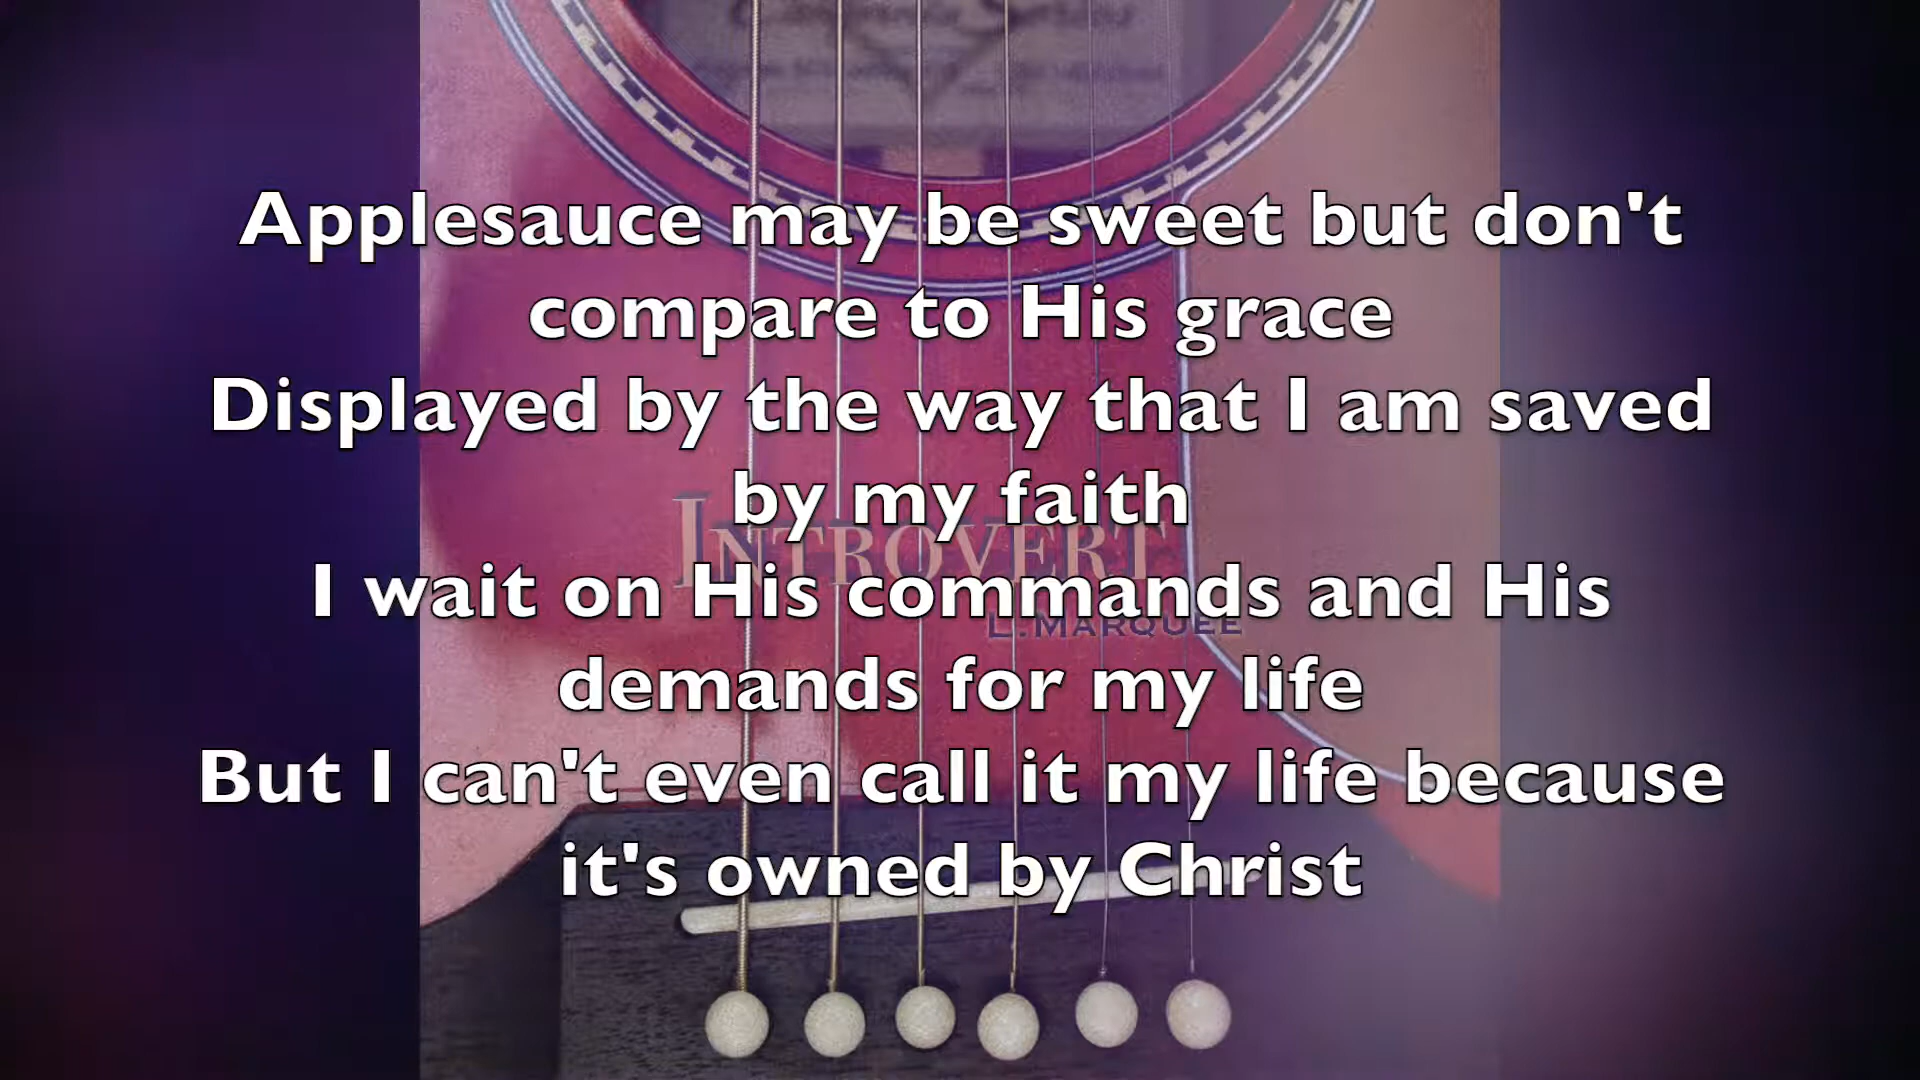 Applesauce may be sweet but don't
compare to His grace
Displayed by the way that I am saved
by my faith
INTROVERT
I wait on His commands and His
L.MARQUEE
demands for my life
But I can't even call it my life because
it's owned by Christ